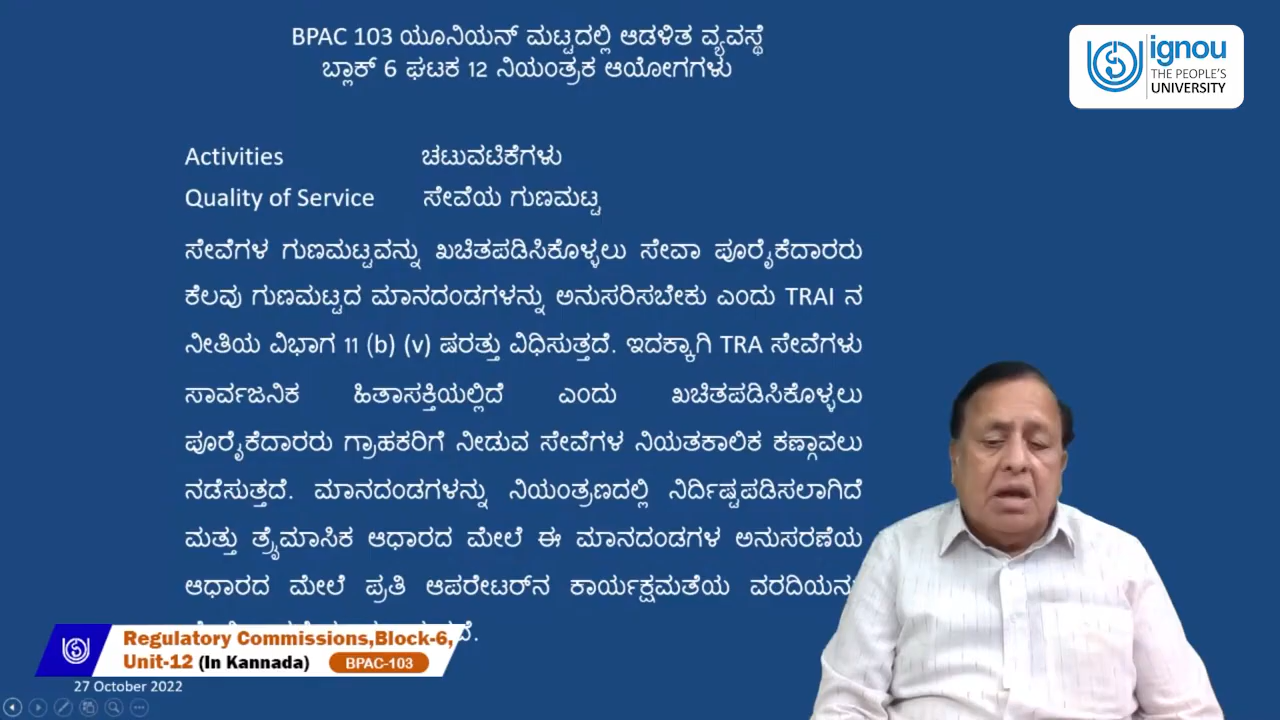 BPAC 103 ಯೂನಿಯನ್ ಮಟ್ಟದಲ್ಲಿ ಆಡಳಿತ ವ್ಯವಸ್ಥೆ
ಬ್ಲಾಕ್ 6 ಘಟಕ 12 ನಿಯಂತ್ರಕ ಆಯೋಗಗಳು
ignou
THE PEOPLE'S
UNIVERSITY
Activities ಚಟುವಟಿಕೆಗಳು
Quality of Service ಸೇವೆಯ ಗುಣಮಟ್ಟ
ಸೇವೆಗಳ ಗುಣಮಟ್ಟವನ್ನು ಖಚಿತಪಡಿಸಿಕೊಳ್ಳಲು ಸೇವಾ ಪೂರೈಕೆದಾರರು
ಕೆಲವು ಗುಣಮಟ್ಟದ ಮಾನದಂಡಗಳನ್ನು ಅನುಸರಿಸಬೇಕು ಎಂದು TRAI ನ
ನೀತಿಯ ವಿಭಾಗ 11 (b) (v) ಷರತ್ತು ವಿಧಿಸುತ್ತದೆ. ಇದಕ್ಕಾಗಿ TRA ಸೇವೆಗಳು
ಸಾರ್ವಜನಿಕ ಹಿತಾಸಕ್ತಿಯಲ್ಲಿದೆ ಎಂದು ಖಚಿತಪಡಿಸಿಕೊಳ್ಳಲು
ಪೂರೈಕೆದಾರರು ಗ್ರಾಹಕರಿಗೆ ನೀಡುವ ಸೇವೆಗಳ ನಿಯತಕಾಲಿಕ ಕಣ್ಗಾವಲು
ನಡೆಸುತ್ತದೆ. ಮಾನದಂಡಗಳನ್ನು ನಿಯಂತ್ರಣದಲ್ಲಿ ನಿರ್ದಿಷ್ಟಪಡಿಸಲಾಗಿದೆ
ಮತ್ತು ತ್ರೈಮಾಸಿಕ ಆಧಾರದ ಮೇಲೆ ಈ ಮಾನದಂಡಗಳ ಅನುಸರಣೆಯ
ಆಧಾರದ ಮೇಲೆ ಪ್ರತಿ ಆಪರೇಟರ್‌ನ ಕಾರ್ಯಕ್ಷಮತೆಯ
Regulatory Commissions,Block-6,
Unit-12 (In Kannada) BPAC-103
27 October 2022